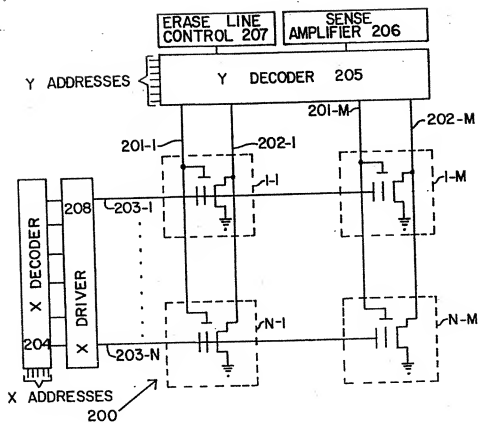 ERASE LINE
CONTROL 207
SENSE
AMPLIFIER 206
Y ADDRESSES
Y DECODER 205
201-1
202-1
201-M
202-M
1-1
1-M
208
203-1
X DECODER
204
X DRIVER
N-1
N-M
203-N
X ADDRESSES
200